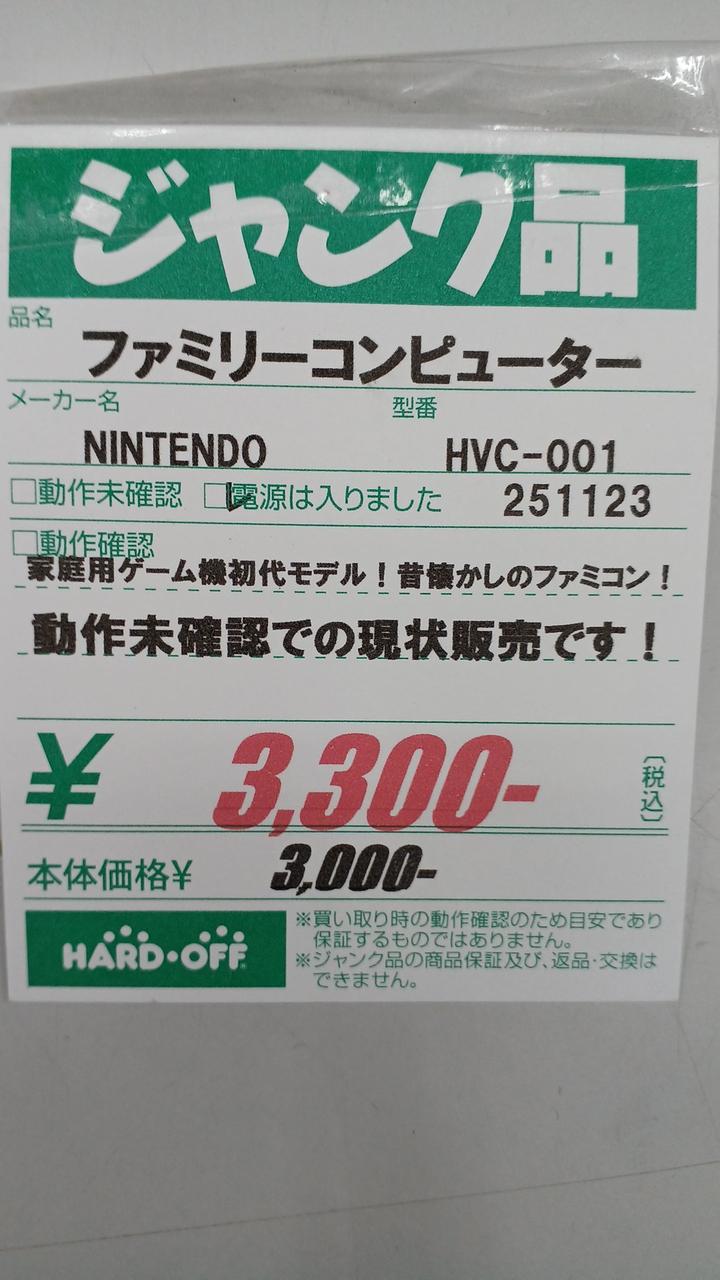 ジャンク品
品名
ファミリーコンピューター
メーカー名 型番
NINTENDO HVC-001
□動作未確認 □電源は入りました 251123
□動作確認
家庭用ゲーム機初代モデル！昔懐かしのファミコン！
動作未確認での現状販売です！
¥ 3,300- 〔税込〕
本体価格¥ 3,000-
HARD・OFF
※買い取り時の動作確認のため目安であり
保証するものではありません。
※ジャンク品の商品保証及び、返品・交換は
できません。